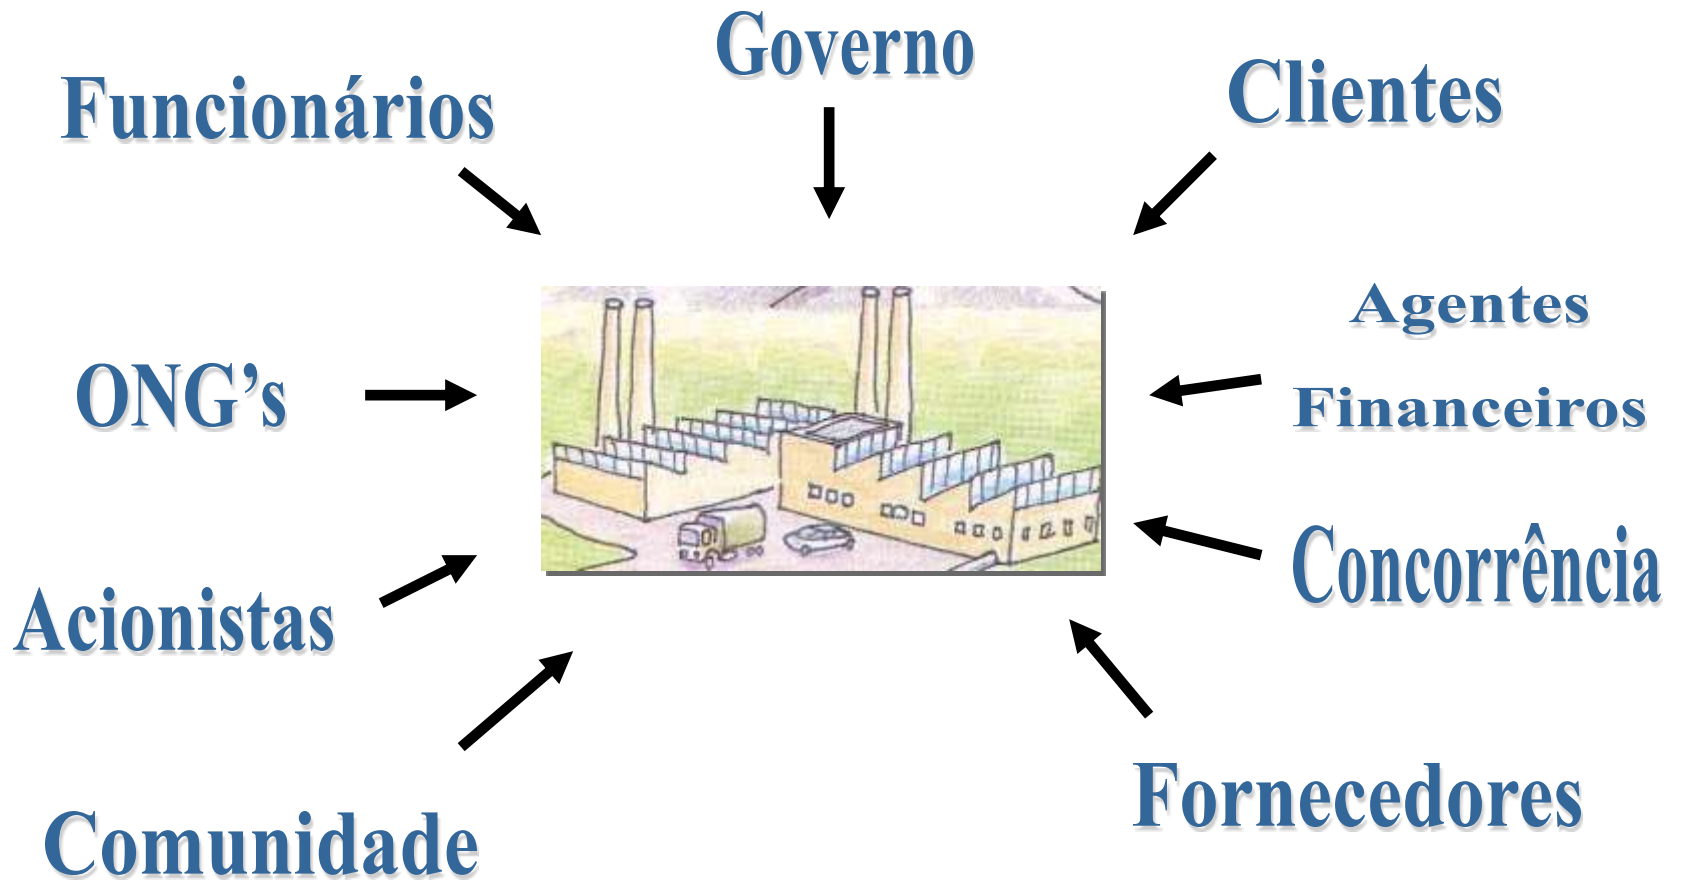 Governo
Funcionários
Clientes
Agentes
Financeiros
ONG’s
Concorrência
Acionistas
Fornecedores
Comunidade